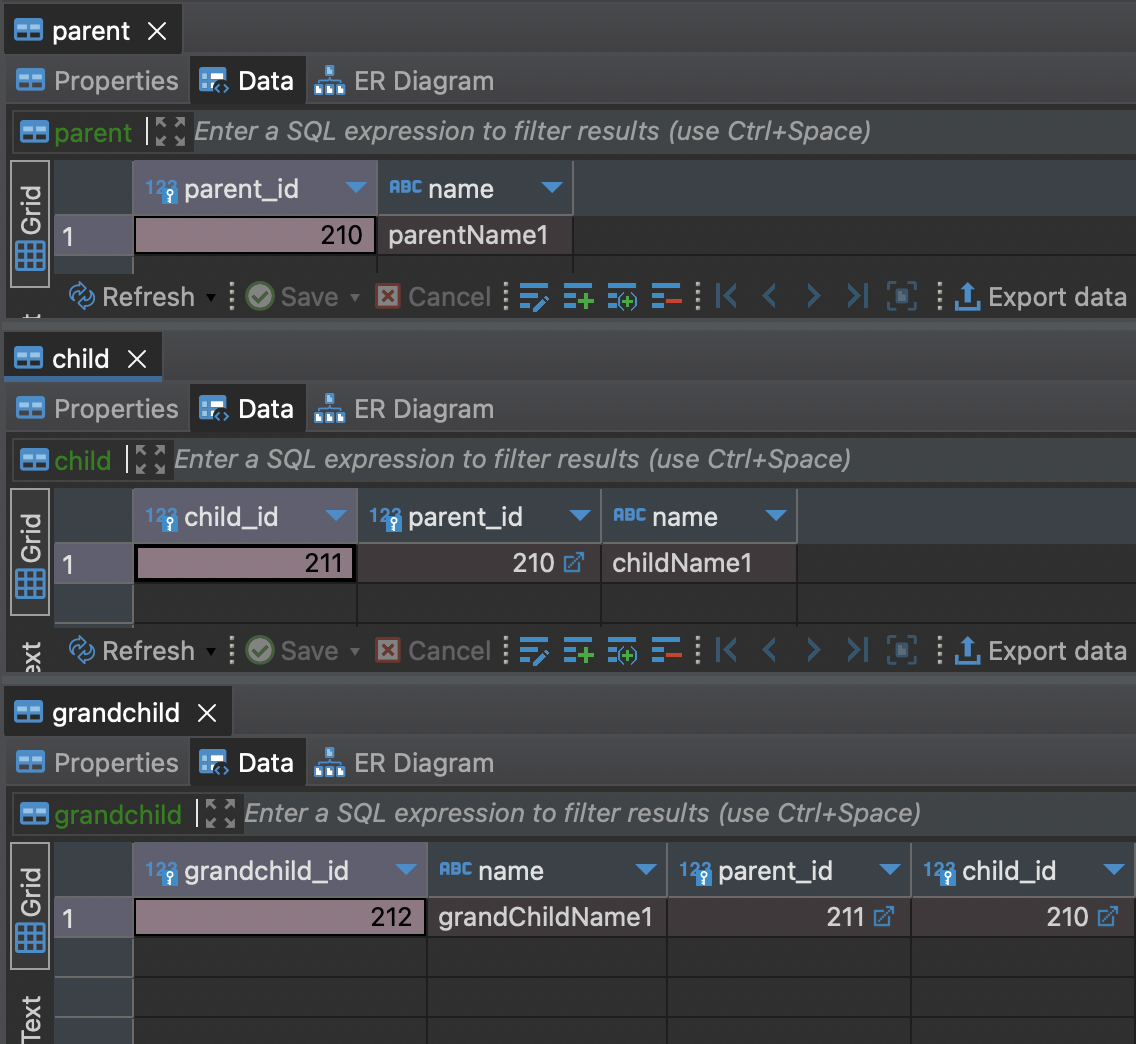 parent
Properties Data ER Diagram
parent Enter a SQL expression to filter results (use Ctrl+Space)
Grid
123 parent_id ABC name
1 210 parentName1
Refresh Save Cancel Export data
child
Properties Data ER Diagram
child Enter a SQL expression to filter results (use Ctrl+Space)
Grid
123 child_id 123 parent_id ABC name
1 211 210 childName1
Refresh Save Cancel Export data
grandchild
Properties Data ER Diagram
grandchild Enter a SQL expression to filter results (use Ctrl+Space)
Grid
123 grandchild_id ABC name 123 parent_id 123 child_id
1 212 grandChildName1 211 210
Text